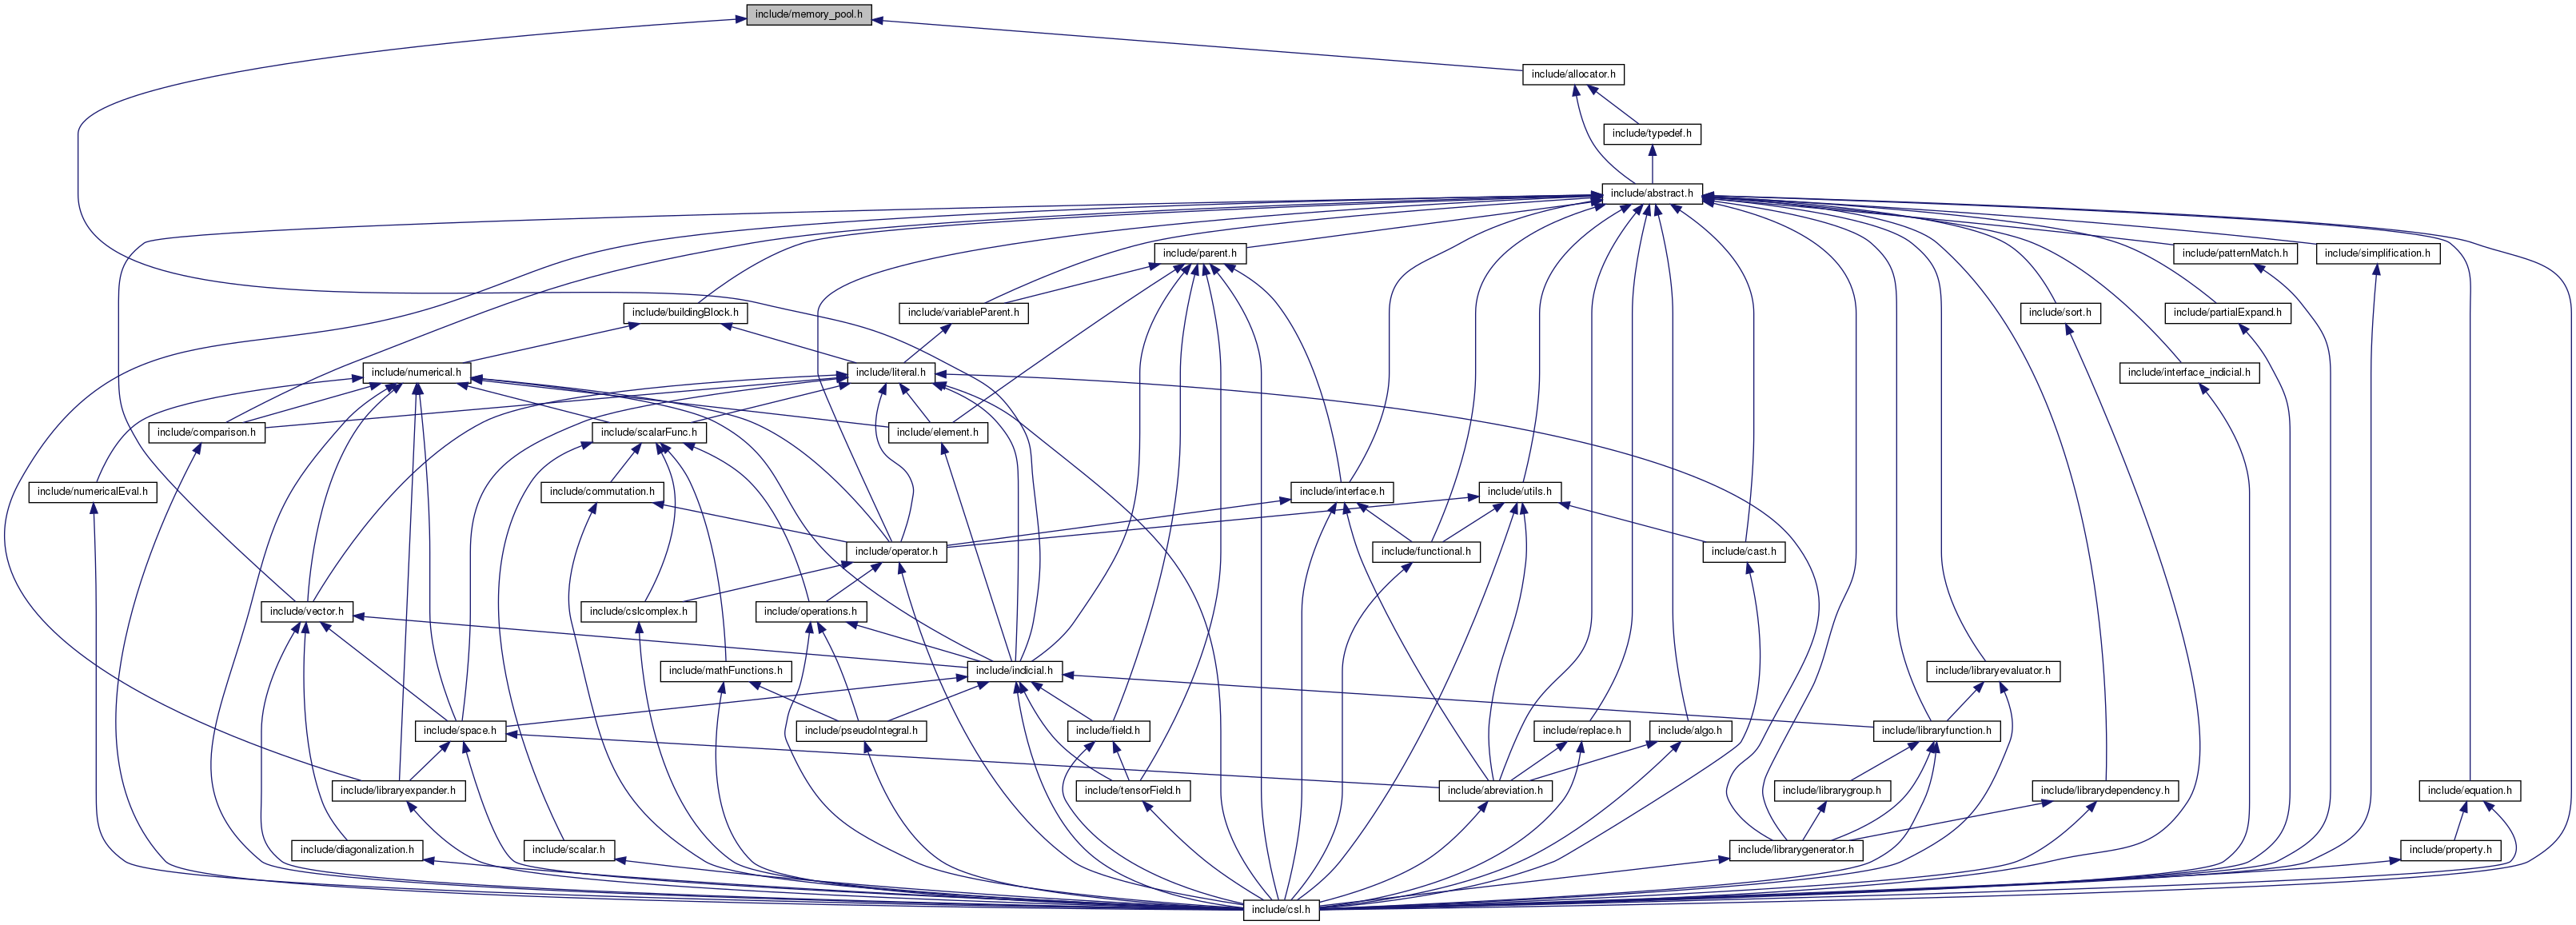 include/memory_pool.h
include/allocator.h
include/typedef.h
include/abstract.h
include/parent.h
include/patternMatch.h
include/simplification.h
include/buildingBlock.h
include/variableParent.h
include/sort.h
include/partialExpand.h
include/numerical.h
include/literal.h
include/interface_indicial.h
include/comparison.h
include/scalarFunc.h
include/element.h
include/numericalEval.h
include/commutation.h
include/interface.h
include/utils.h
include/operator.h
include/functional.h
include/cast.h
include/vector.h
include/cslcomplex.h
include/operations.h
include/mathFunctions.h
include/indicial.h
include/libraryevaluator.h
include/space.h
include/pseudoIntegral.h
include/field.h
include/replace.h
include/algo.h
include/libraryfunction.h
include/libraryexpander.h
include/tensorField.h
include/abreviation.h
include/librarygroup.h
include/librarydependency.h
include/equation.h
include/diagonalization.h
include/scalar.h
include/librarygenerator.h
include/property.h
include/csl.h